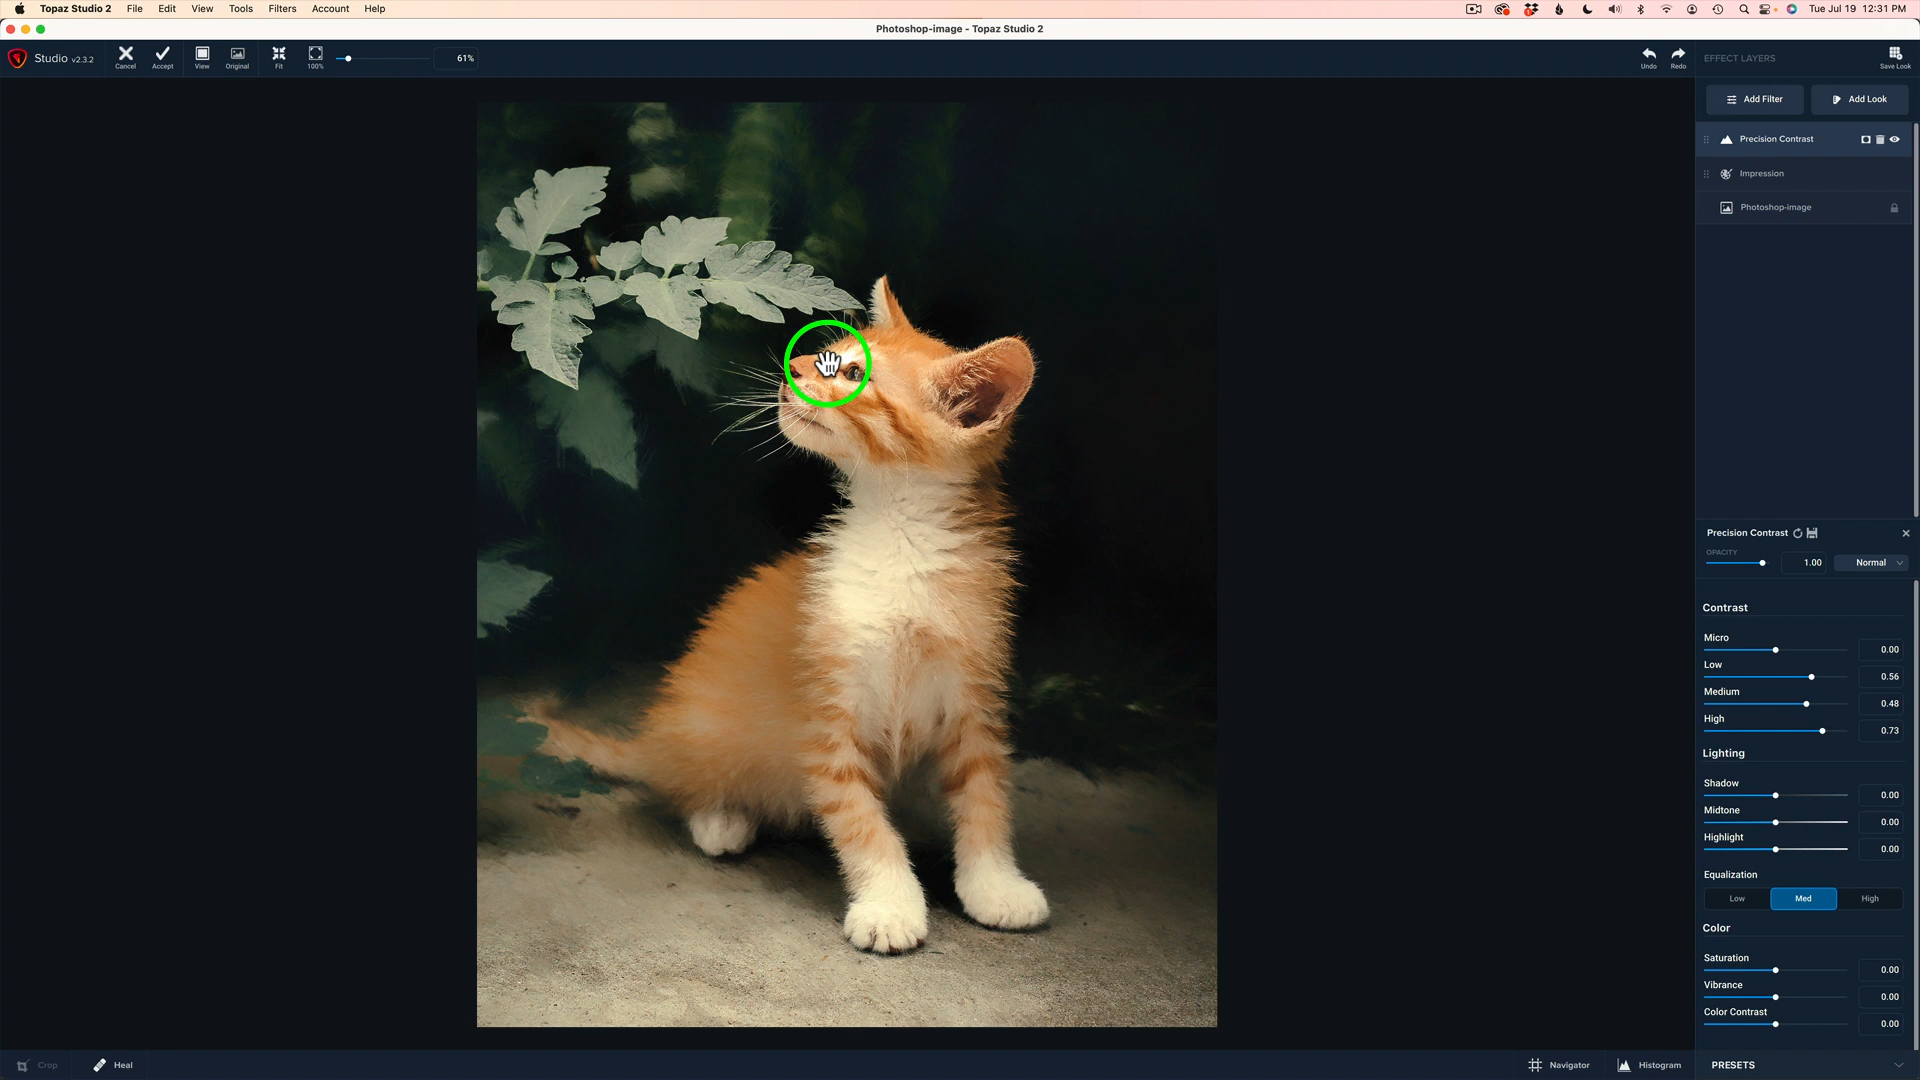 Topaz Studio 2 File Edit View Tools Filters Account Help Tue Jul 19 12:31 PM
Photoshop-image - Topaz Studio 2
Studio v2.3.2
Cancel Accept View Original Fit 100% 61% Undo Redo
EFFECT LAYERS
Save Look
Add Filter Add Look
Precision Contrast
Impression
Photoshop-image
Precision Contrast
OPACITY
1.00 Normal
Contrast
Micro
0.00
Low
0.56
Medium
0.48
High
0.73
Lighting
Shadow
0.00
Midtone
0.00
Highlight
0.00
Equalization
Low Med High
Color
Saturation
0.00
Vibrance
0.00
Color Contrast
0.00
Crop Heal Navigator Histogram PRESETS